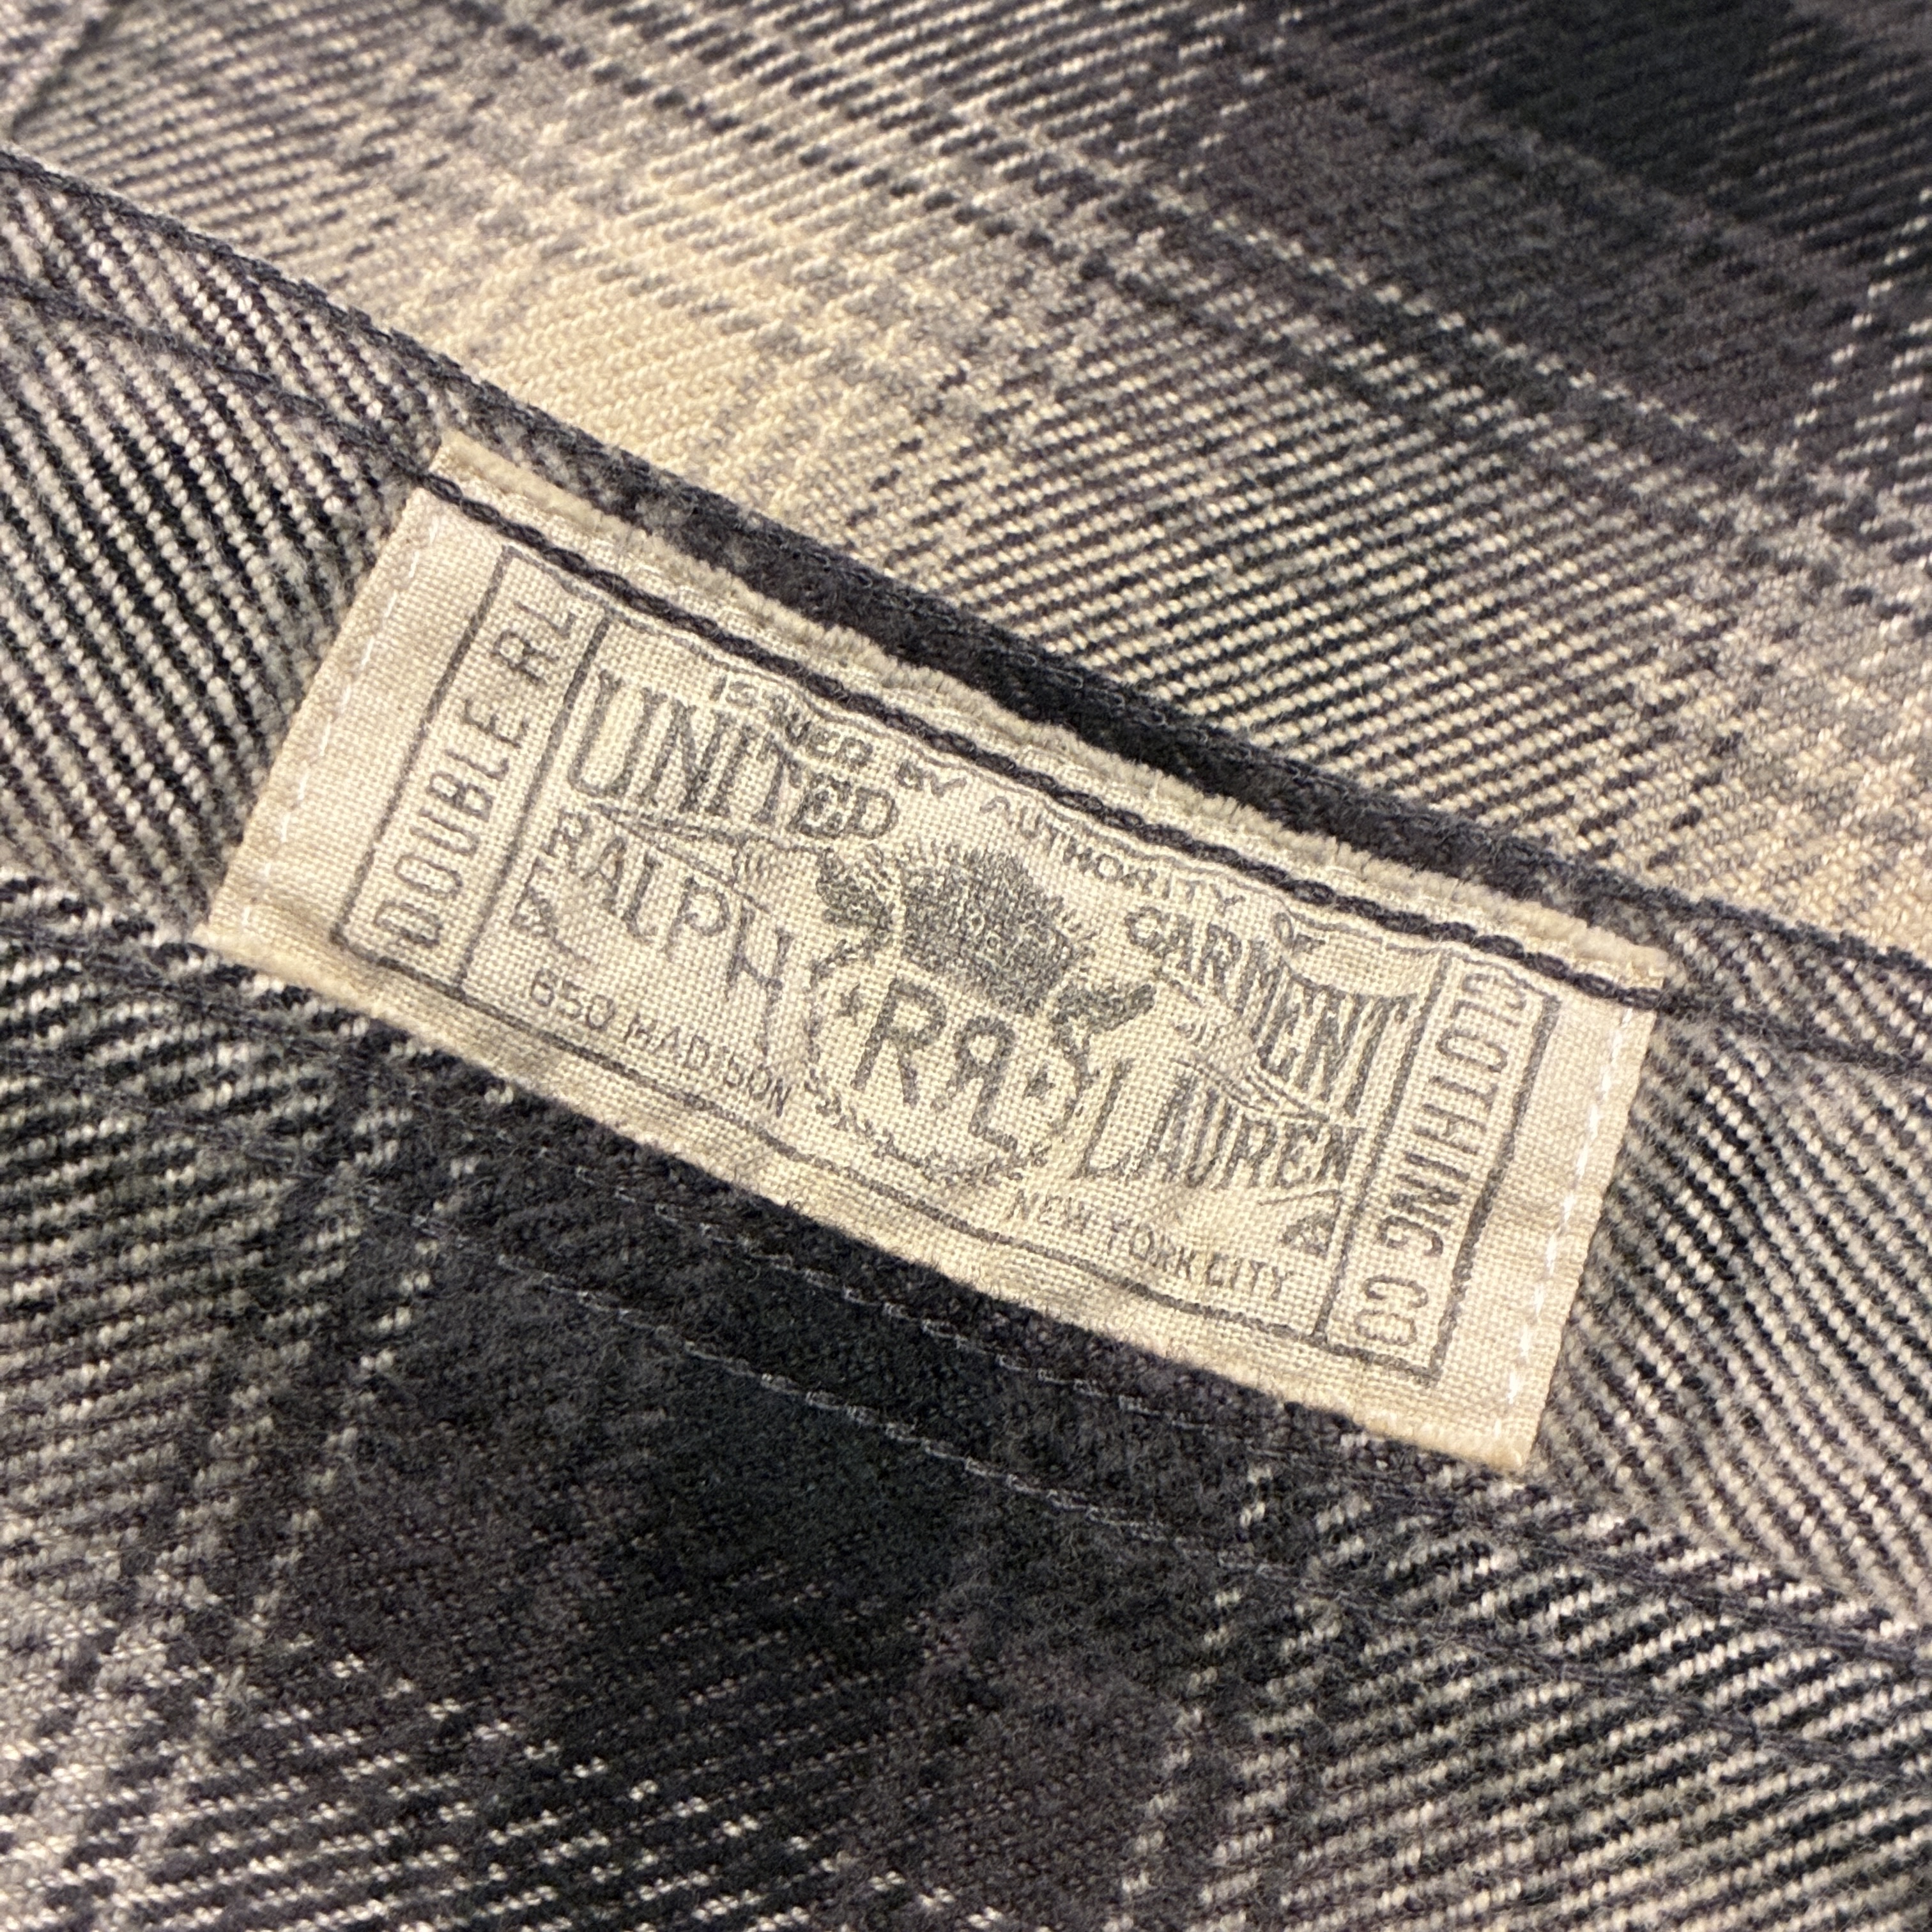 DOUBLE RL
ISSUED BY AUTHORITY OF
UNITED GARMENT
RALPH LAUREN
RRL
650 MADISON NEW YORK CITY
CLOTHING CO